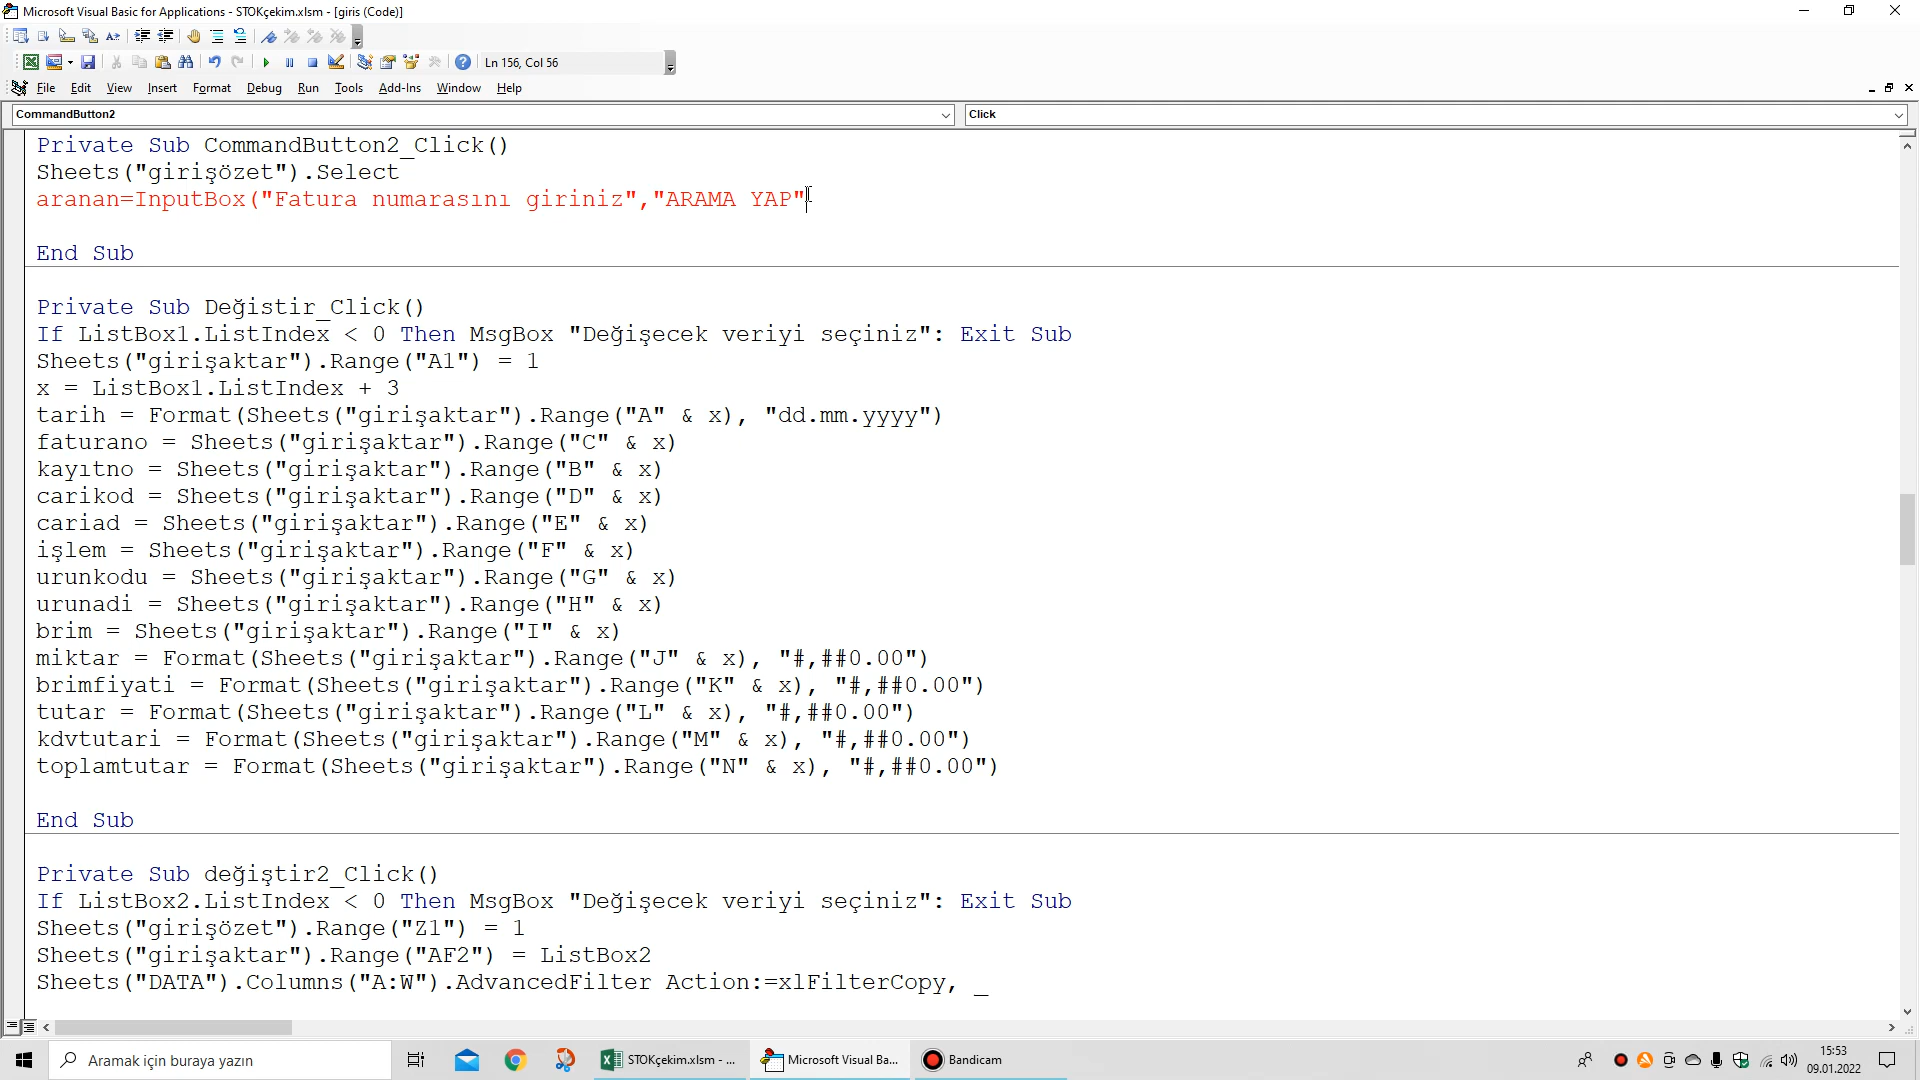 Microsoft Visual Basic for Applications - STOKçekim.xlsm - [giris (Code)]
Ln 156, Col 56
File Edit View Insert Format Debug Run Tools Add-Ins Window Help
CommandButton2 Click
Private Sub CommandButton2_Click()
Sheets("girişözet").Select
aranan=InputBox("Fatura numarasını giriniz","ARAMA YAP"
End Sub
Private Sub Değistir_Click()
If ListBox1.ListIndex < 0 Then MsgBox "Değişecek veriyi seçiniz": Exit Sub
Sheets("girişaktar").Range("A1") = 1
x = ListBox1.ListIndex + 3
tarih = Format(Sheets("girişaktar").Range("A" & x), "dd.mm.yyyy")
faturano = Sheets("girişaktar").Range("C" & x)
kayıtno = Sheets("girişaktar").Range("B" & x)
carikod = Sheets("girişaktar").Range("D" & x)
cariad = Sheets("girişaktar").Range("E" & x)
işlem = Sheets("girişaktar").Range("F" & x)
urunkodu = Sheets("girişaktar").Range("G" & x)
urunadi = Sheets("girişaktar").Range("H" & x)
brim = Sheets("girişaktar").Range("I" & x)
miktar = Format(Sheets("girişaktar").Range("J" & x), "#,##0.00")
brimfiyati = Format(Sheets("girişaktar").Range("K" & x), "#,##0.00")
tutar = Format(Sheets("girişaktar").Range("L" & x), "#,##0.00")
kdvtutari = Format(Sheets("girişaktar").Range("M" & x), "#,##0.00")
toplamtutar = Format(Sheets("girişaktar").Range("N" & x), "#,##0.00")
End Sub
Private Sub değiştir2_Click()
If ListBox2.ListIndex < 0 Then MsgBox "Değişecek veriyi seçiniz": Exit Sub
Sheets("girişözet").Range("Z1") = 1
Sheets("girişaktar").Range("AF2") = ListBox2
Sheets("DATA").Columns("A:W").AdvancedFilter Action:=xlFilterCopy, _
Aramak için buraya yazın
STOKçekim.xlsm - ...
Microsoft Visual Ba...
Bandicam
15:53
09.01.2022